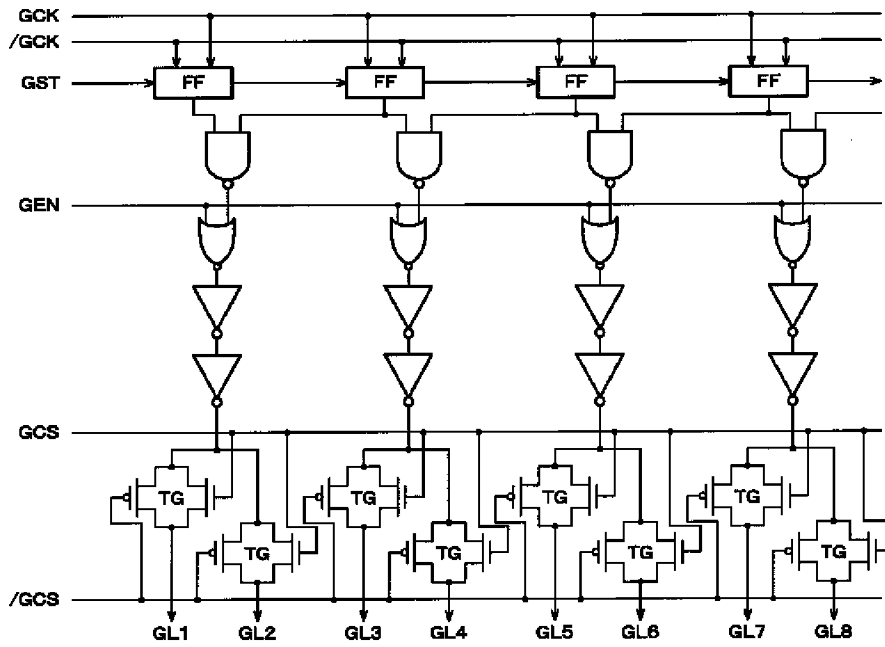 GCK
/GCK
GST FF FF FF FF
GEN
GCS
TG TG TG TG
TG TG TG TG
/GCS
GL1 GL2 GL3 GL4 GL5 GL6 GL7 GL8